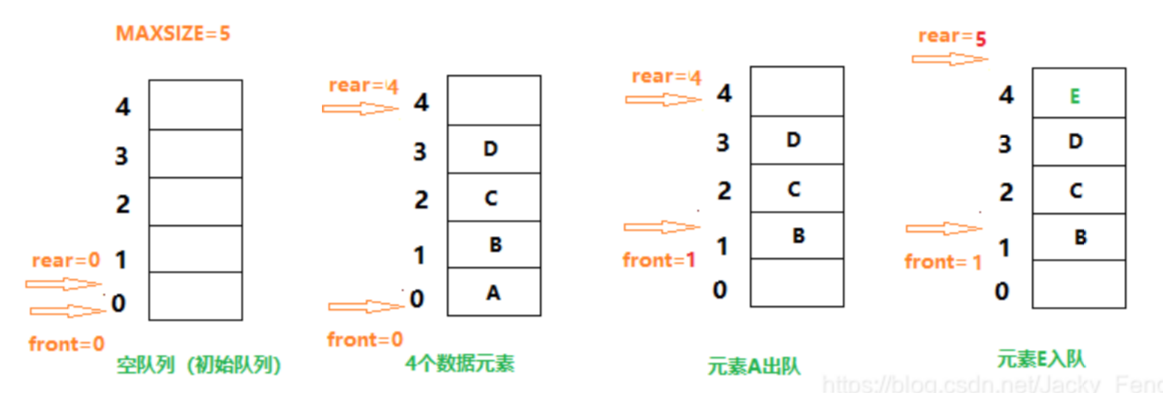 MAXSIZE=5
4
3
2
rear=0
1
0
front=0
空队列（初始队列）
rear=4
4
3
D
2
C
1
B
0
A
front=0
4个数据元素
rear=4
4
3
D
2
C
1
B
front=1
0
元素A出队
rear=5
4
E
3
D
2
C
1
B
front=1
0
元素E入队
https://blog.csdn.net/Jacky_Feng